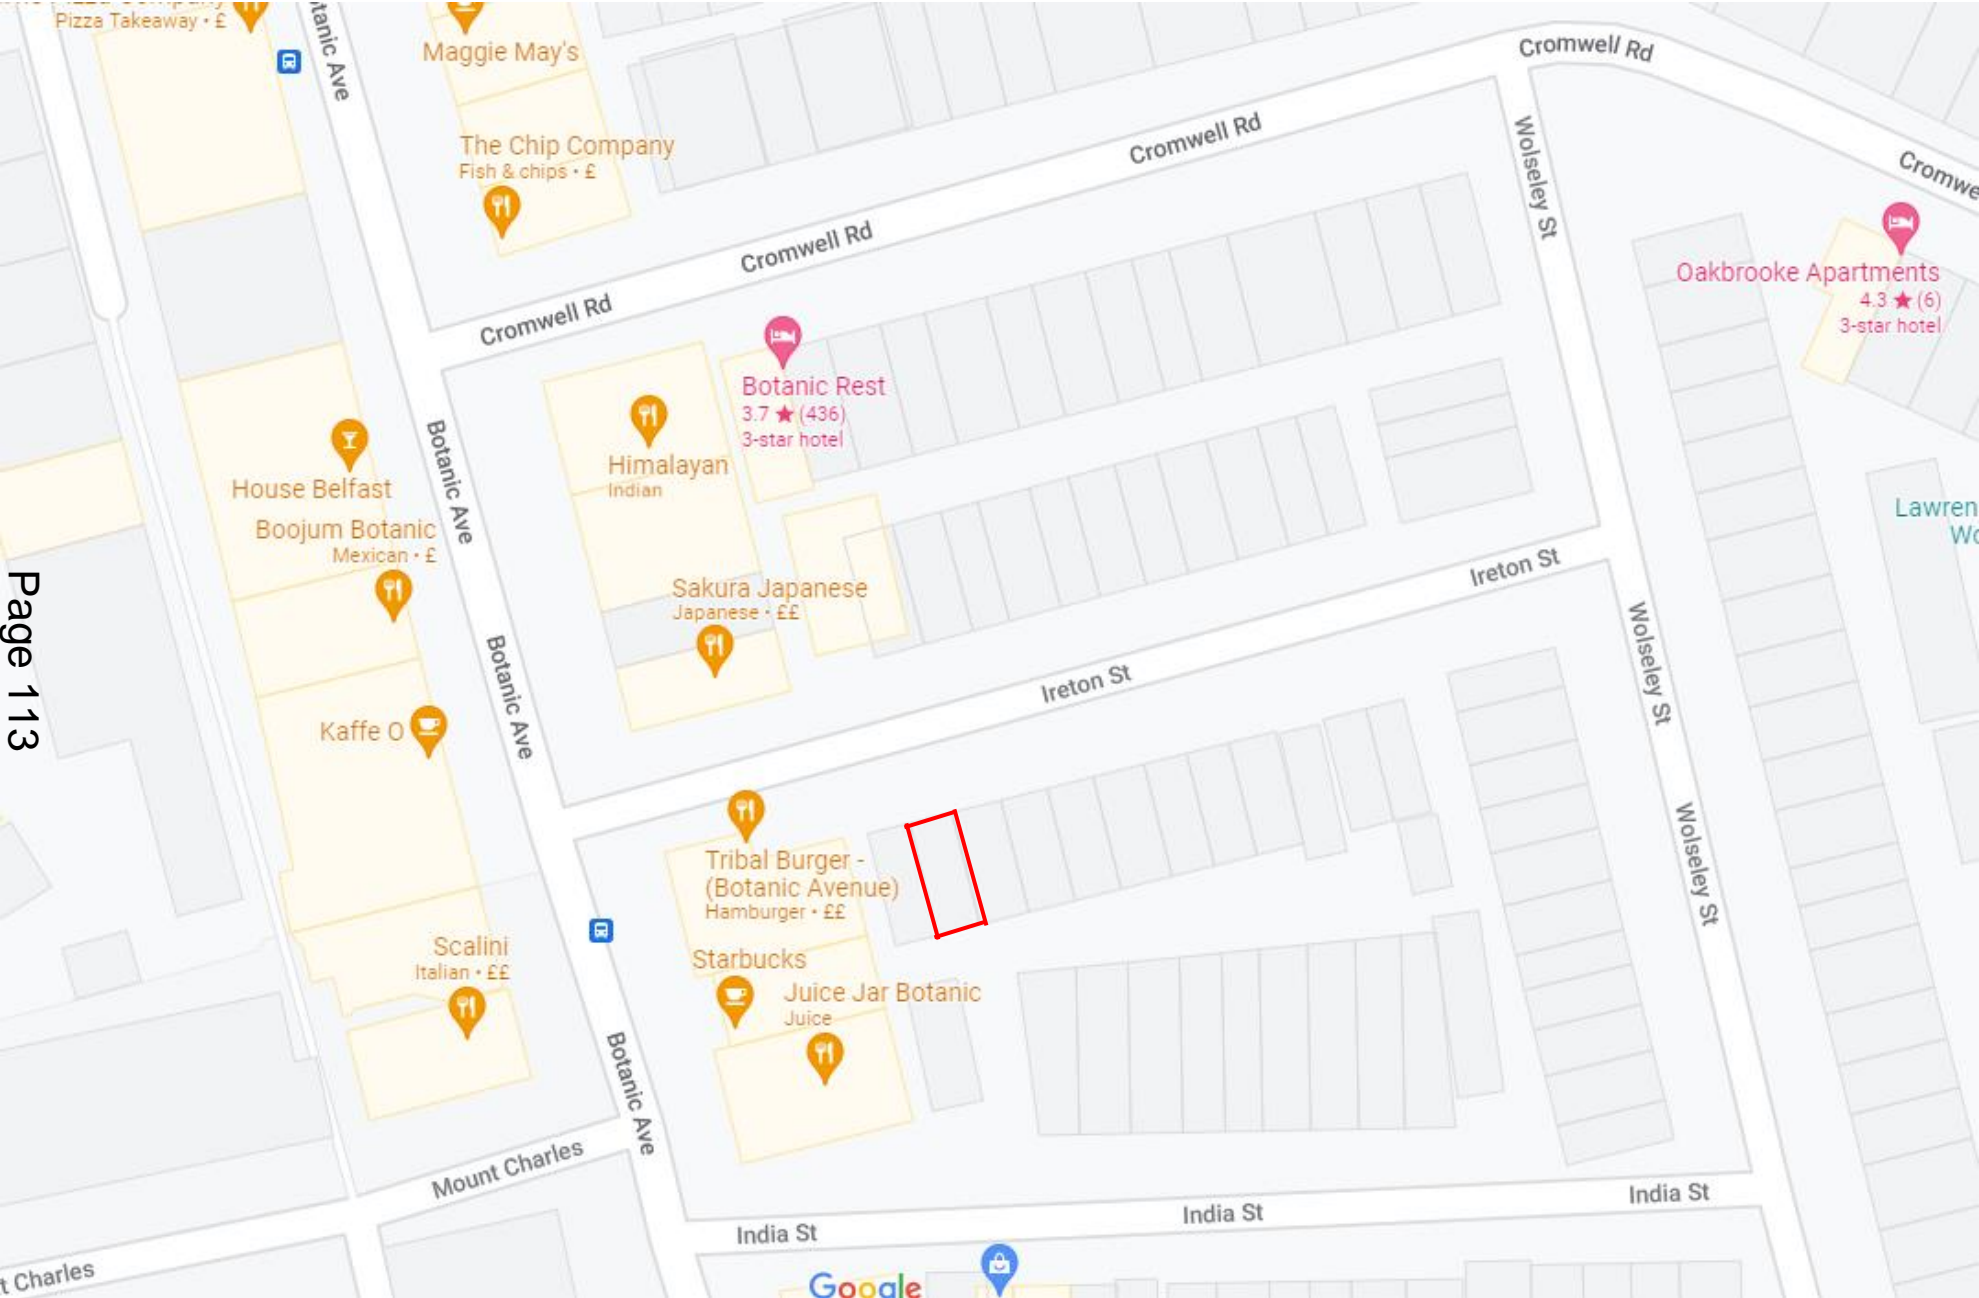 Pizza Takeaway • £
Maggie May's
Cromwell Rd
The Chip Company
Fish & chips • £
Cromwell Rd
Wolseley St
Cromwell Rd
Oakbrooke Apartments
4.3 ★ (6)
3-star hotel
Cromwell Rd
Botanic Rest
3.7 ★ (436)
3-star hotel
Himalayan
Indian
House Belfast
Botanic Ave
Boojum Botanic
Mexican • £
Ireton St
Sakura Japanese
Japanese • ££
Page 113
Wolseley St
Botanic Ave
Ireton St
Kaffe O
Tribal Burger -
(Botanic Avenue)
Hamburger • ££
Wolseley St
Scalini
Italian • ££
Starbucks
Juice Jar Botanic
Juice
Botanic Ave
Mount Charles
India St
India St
India St
t Charles
Google